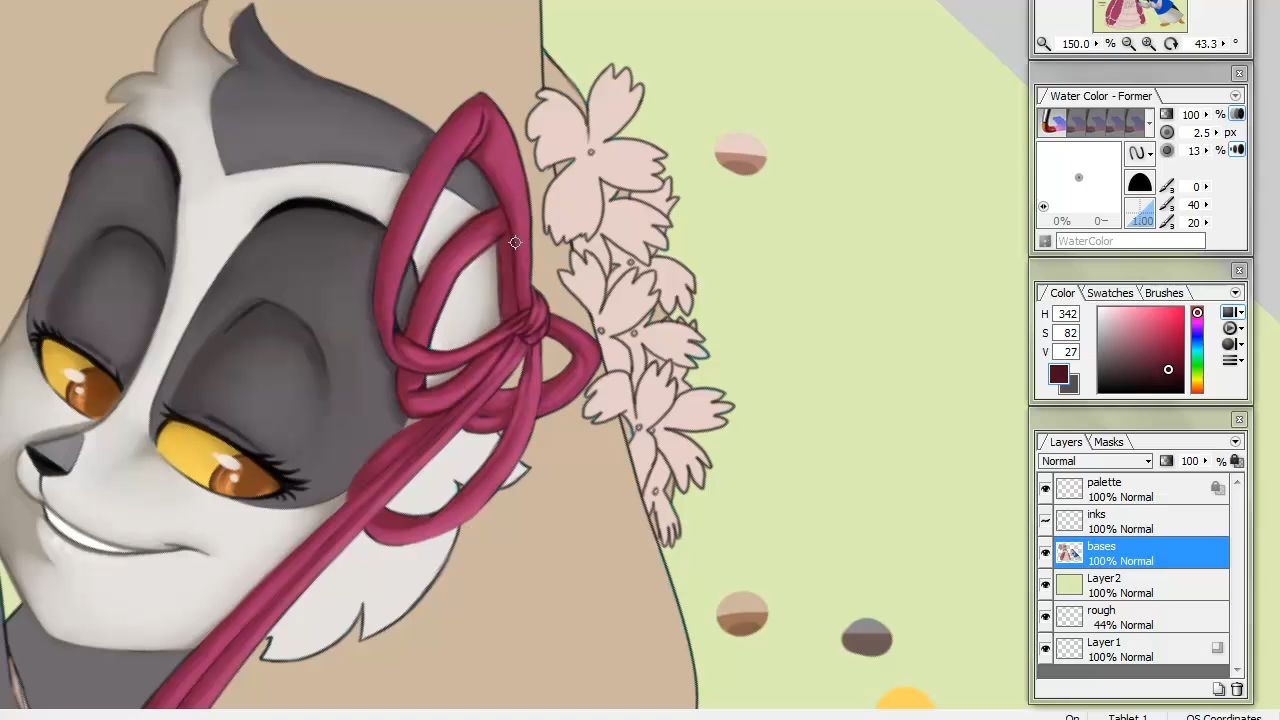 150.0 % 43.3 °
Water Color - Former
100 %
2.5 px
13 %
0
40
0% 0~ 1.00 20
WaterColor
Color Swatches Brushes
H 342
S 82
V 27
Layers Masks
Normal 100 %
palette
100% Normal
inks
100% Normal
bases
100% Normal
Layer2
100% Normal
rough
44% Normal
Layer1
100% Normal
On Tablet 1 OS Coordinates